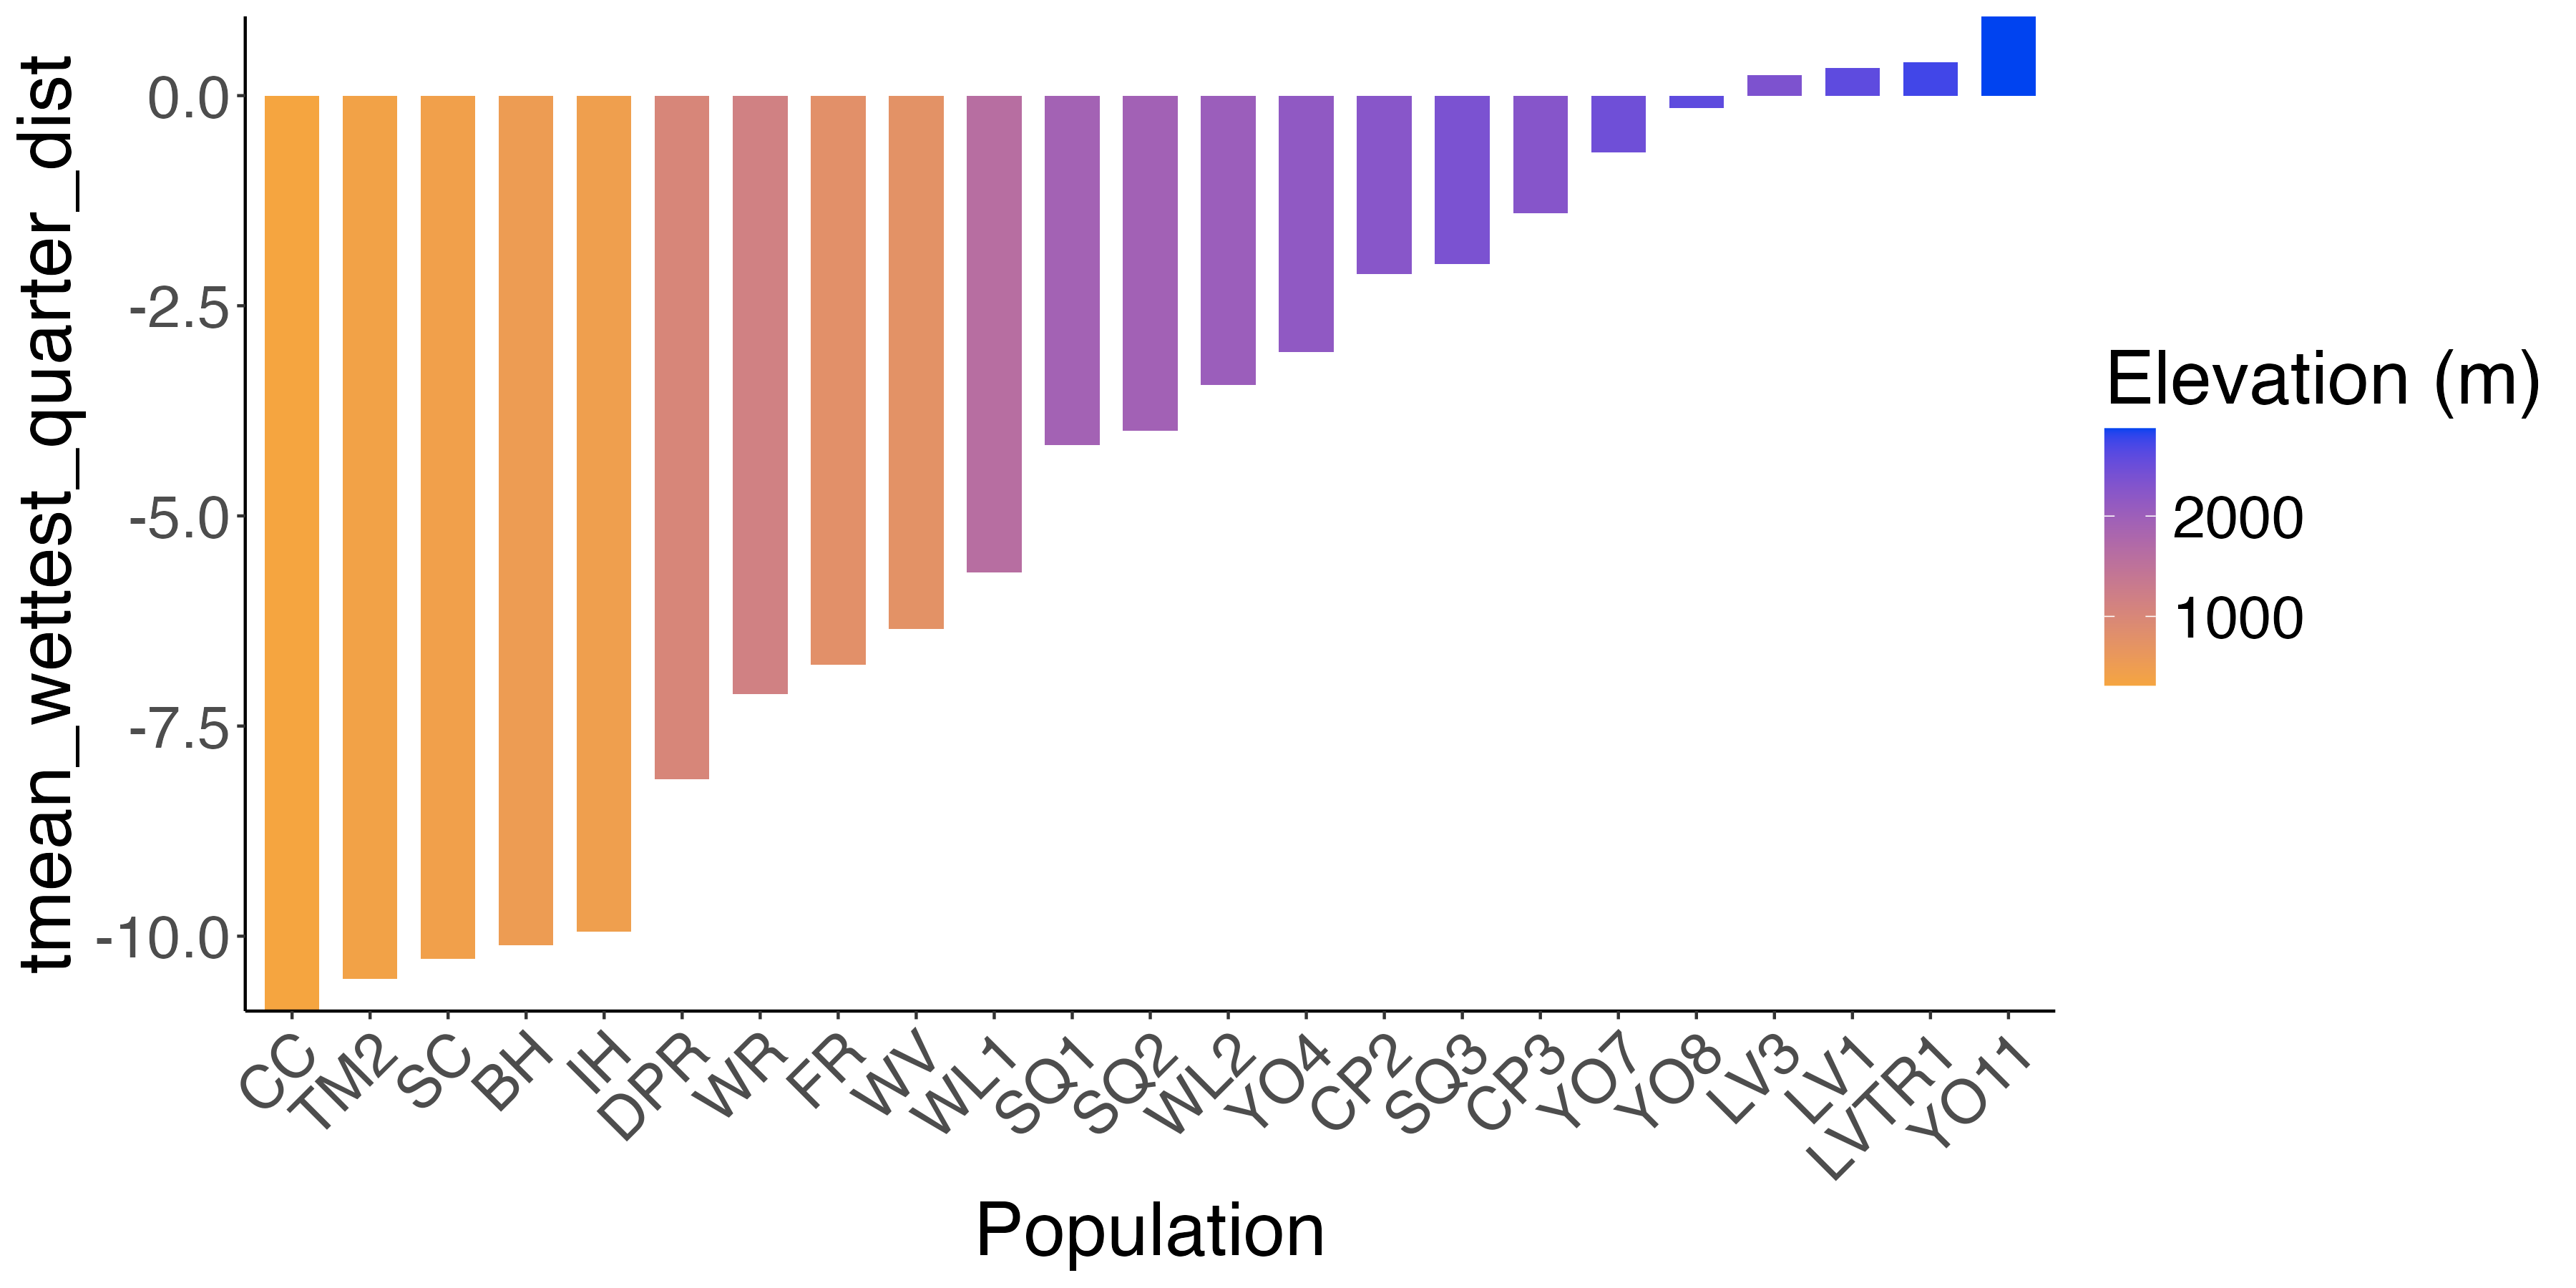 tmean_wettest_quarter_dist
0.0
-2.5
-5.0
-7.5
-10.0
CC
TM2
SC
BH
IH
DPR
WR
FR
WV
WL1
SQ1
SQ2
WL2
YO4
CP2
SQ3
CP3
YO7
YO8
LV3
LV1
LVTR1
YO11
Population
Elevation (m)
2000
1000